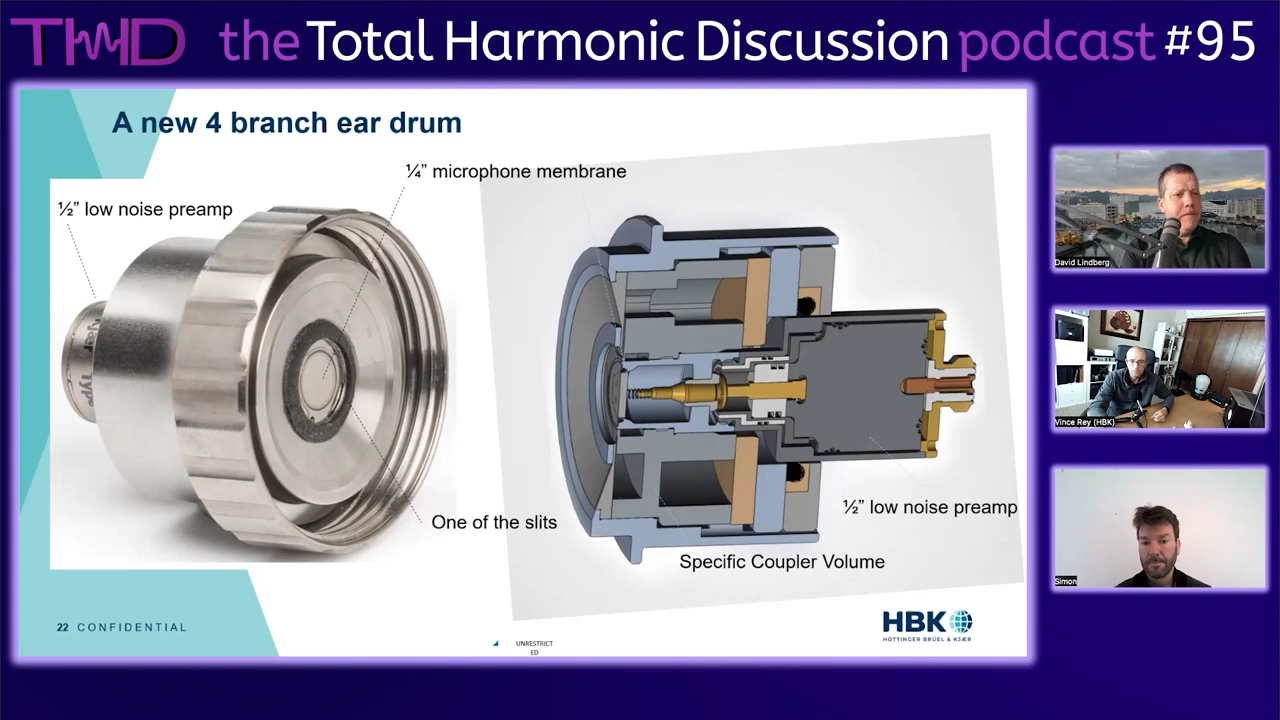 THD the Total Harmonic Discussion podcast #95
A new 4 branch ear drum
¼” microphone membrane
½” low noise preamp
One of the slits
½” low noise preamp
Specific Coupler Volume
22 CONFIDENTIAL
UNRESTRICT
ED
HBK
HOTTINGER BRÜEL & KJÆR
David Lindberg
Vince Rey (HBK)
Simon